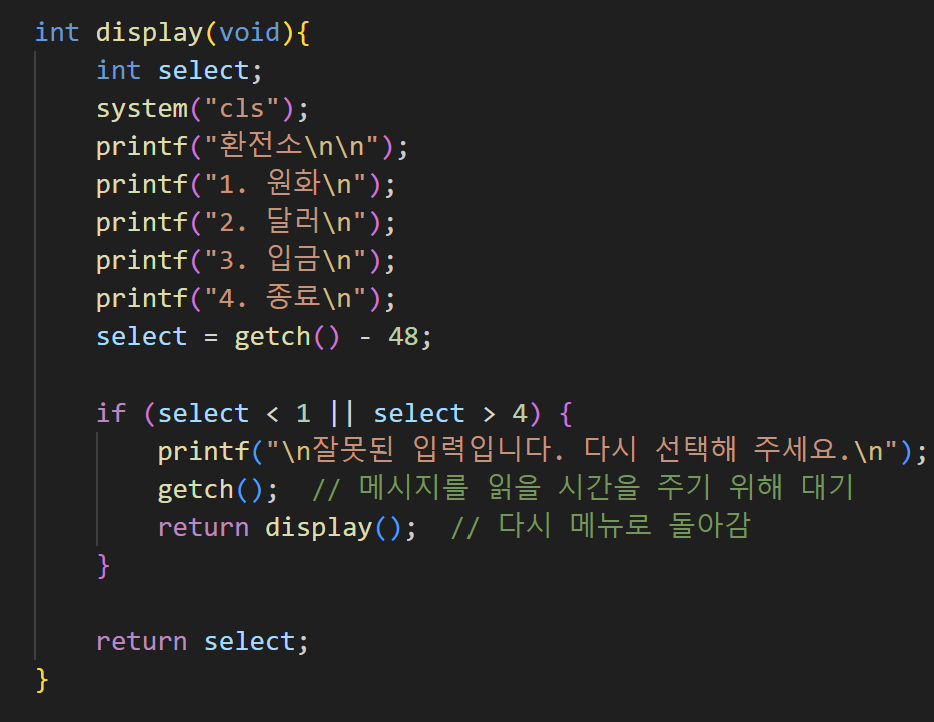 int display(void){
    int select;
    system("cls");
    printf("환전소\n\n");
    printf("1. 원화\n");
    printf("2. 달러\n");
    printf("3. 입금\n");
    printf("4. 종료\n");
    select = getch() - 48;

    if (select < 1 || select > 4) {
        printf("\n잘못된 입력입니다. 다시 선택해 주세요.\n");
        getch();  // 메시지를 읽을 시간을 주기 위해 대기
        return display();  // 다시 메뉴로 돌아감
    }

    return select;
}